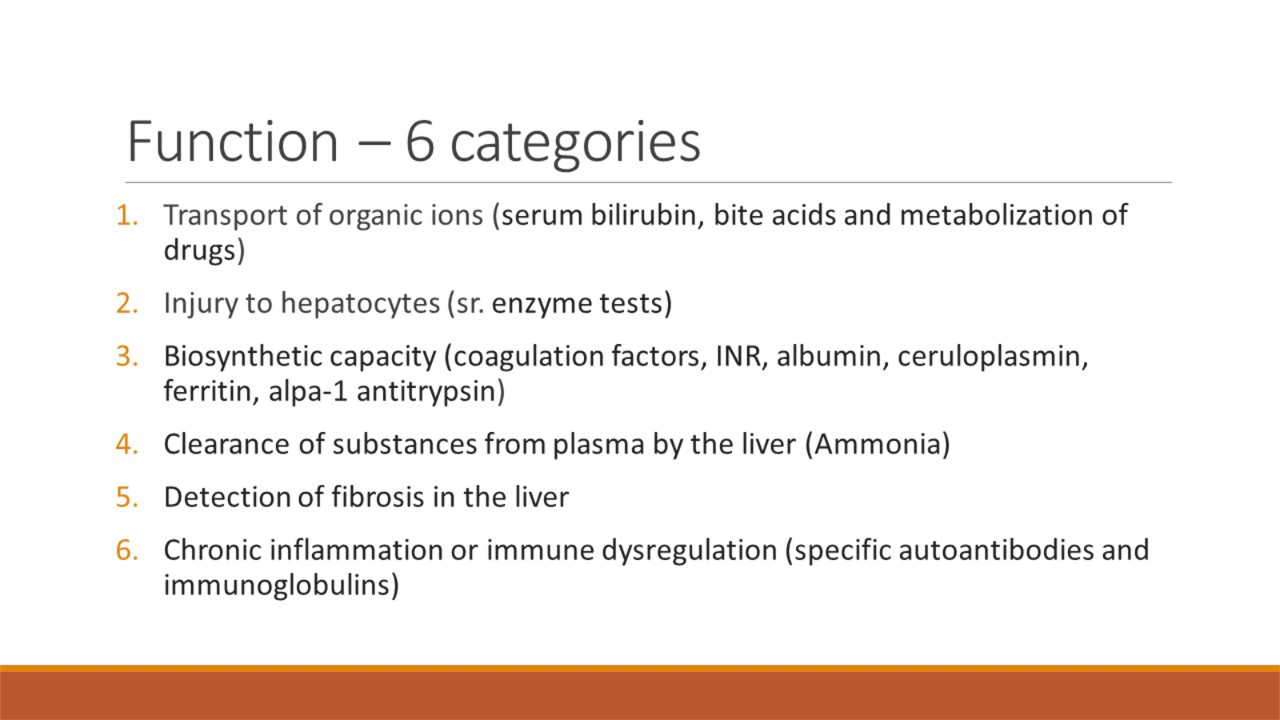 Function – 6 categories
1. Transport of organic ions (serum bilirubin, bite acids and metabolization of
drugs)
2. Injury to hepatocytes (sr. enzyme tests)
3. Biosynthetic capacity (coagulation factors, INR, albumin, ceruloplasmin,
ferritin, alpa-1 antitrypsin)
4. Clearance of substances from plasma by the liver (Ammonia)
5. Detection of fibrosis in the liver
6. Chronic inflammation or immune dysregulation (specific autoantibodies and
immunoglobulins)